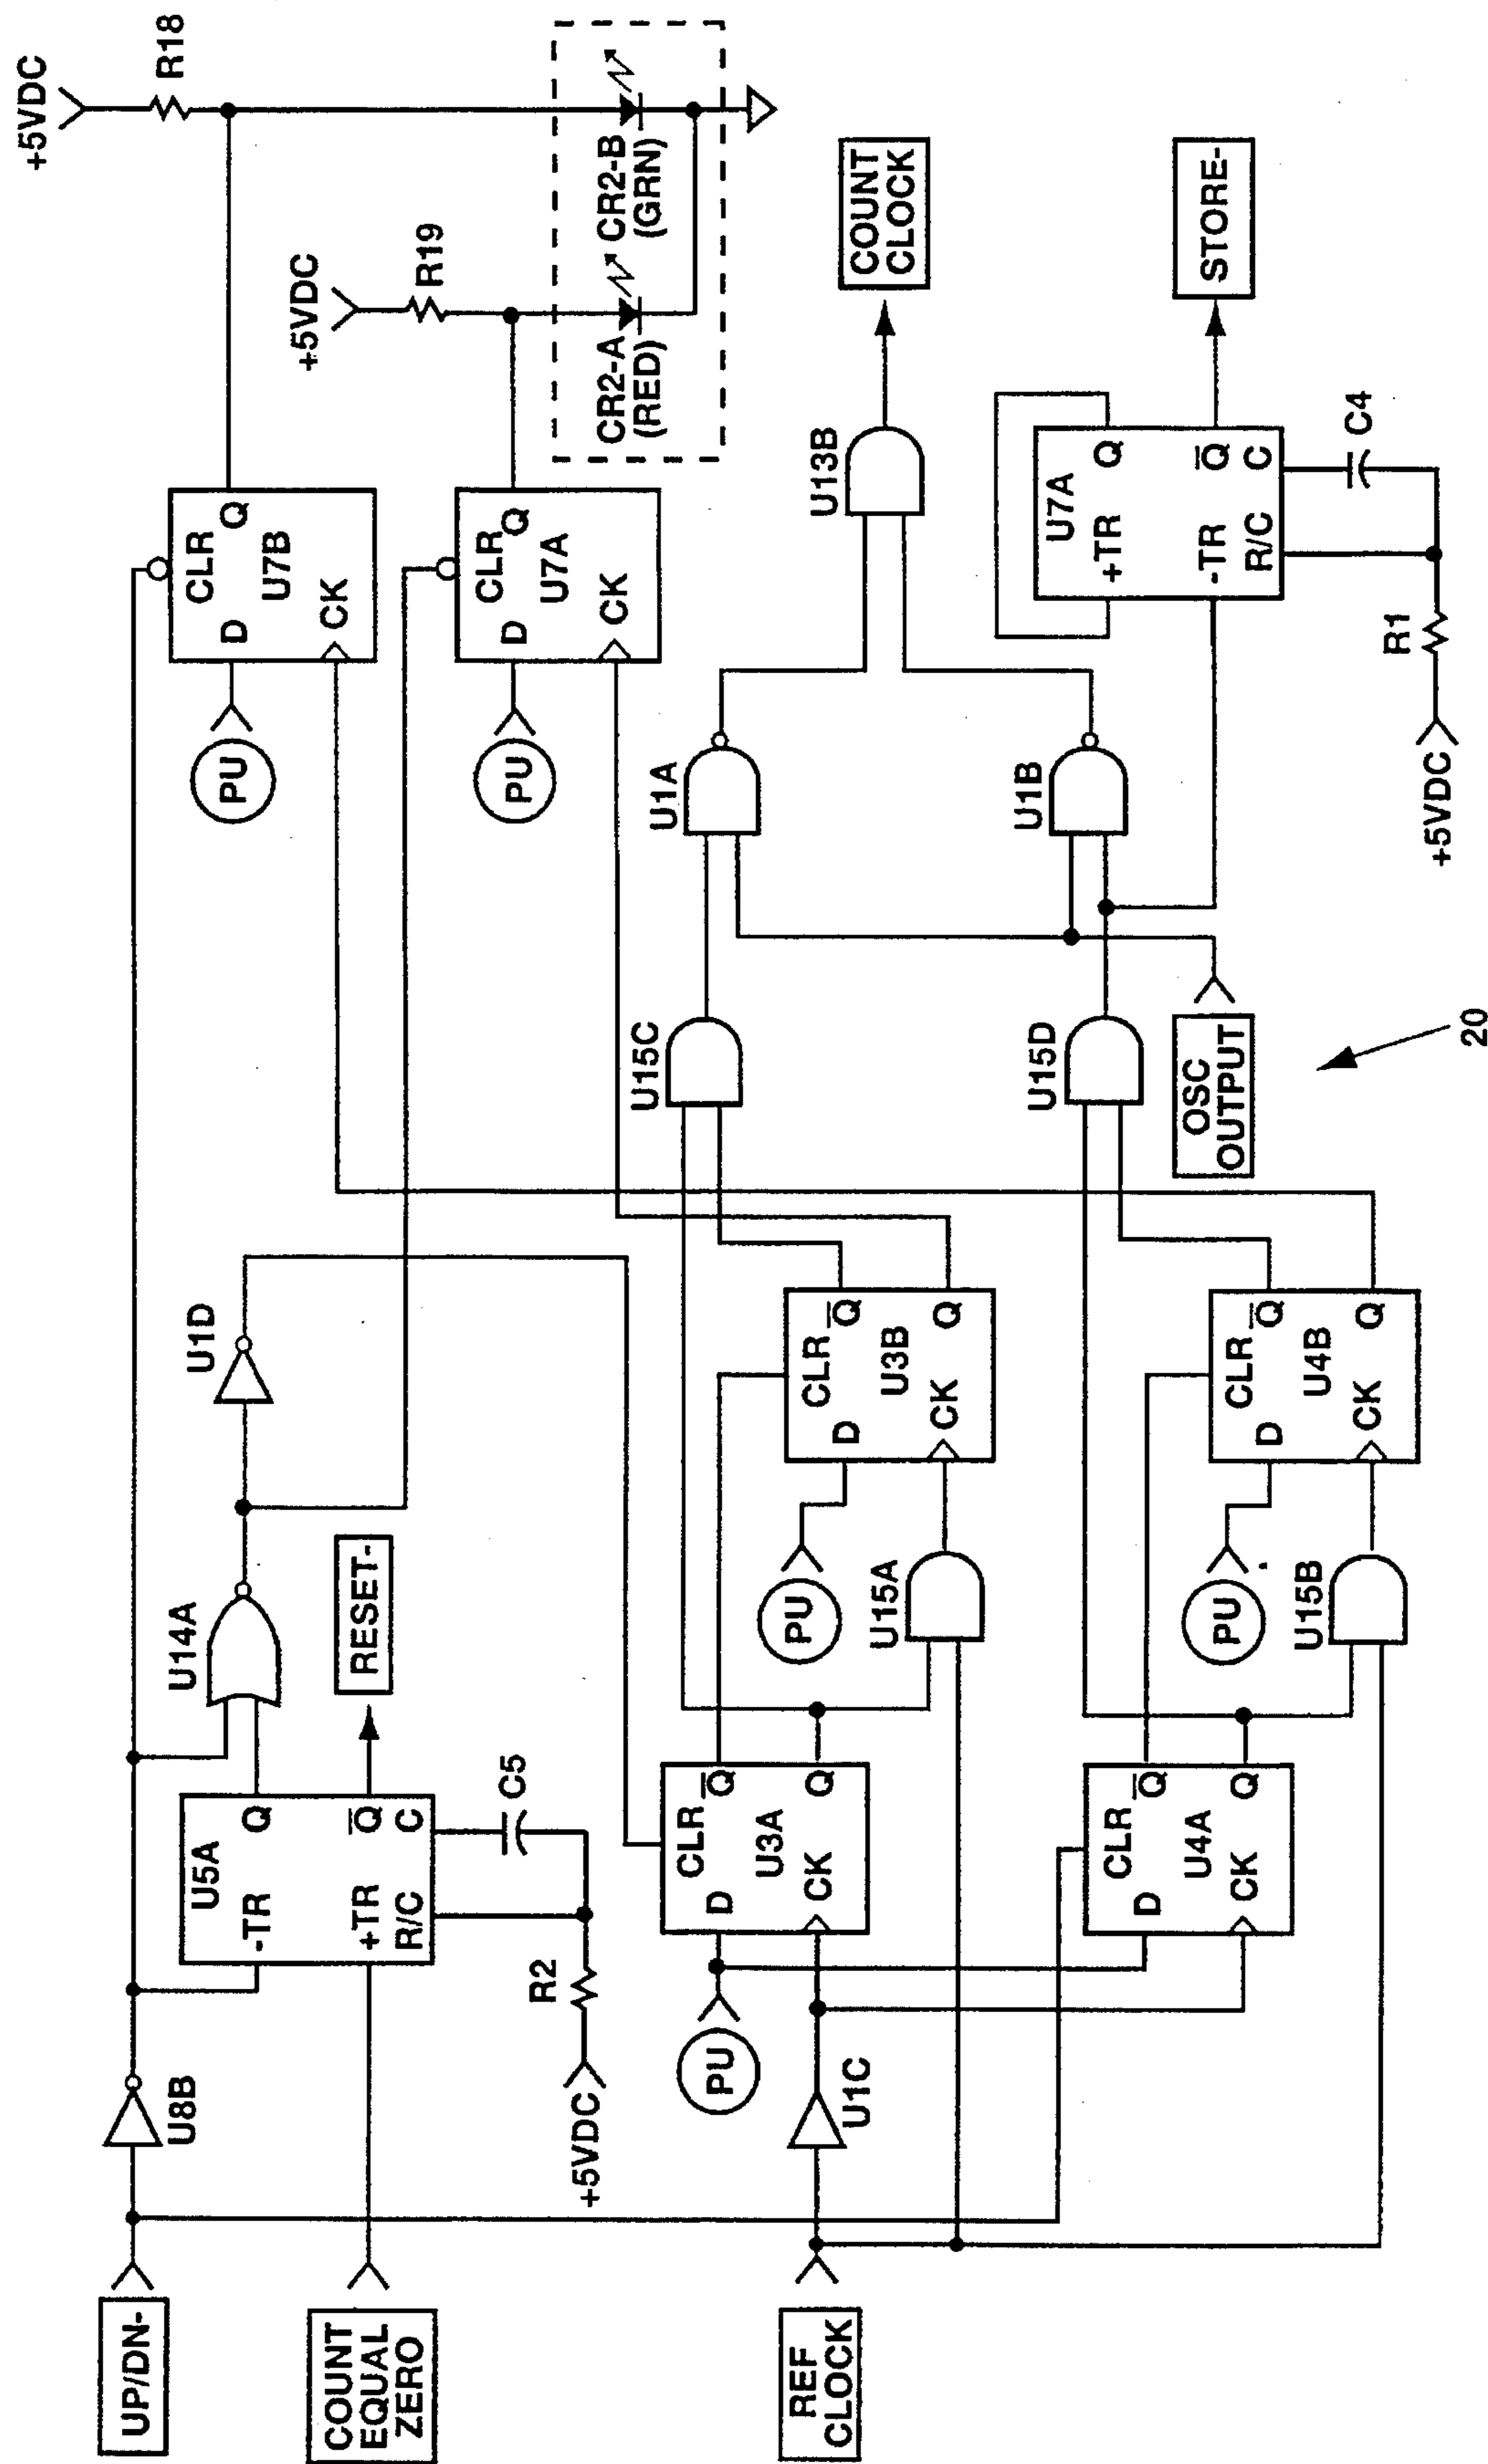 UP/DN-
U8B
COUNT
EQUAL
ZERO
U5A
-TR
Q
+TR
Q̅
R/C
C
R2
C5
+5VDC
U14A
RESET-
U1D
CLR
D
Q
U7B
CK
PU
+5VDC
R18
CLR
D
Q
U7A
CK
PU
+5VDC
R19
CR2-A
(RED)
CR2-B
(GRN)
REF
CLOCK
U1C
PU
CLR
Q̅
D
U3A
CK
Q
PU
U15A
CLR
Q̅
D
U3B
CK
Q
U15C
U1A
U13B
COUNT
CLOCK
CLR
Q̅
D
U4A
CK
Q
PU
U15B
CLR
Q̅
D
U4B
CK
Q
U15D
U1B
OSC
OUTPUT
U7A
+TR
Q
-TR
Q̅
R/C
C
R1
C4
+5VDC
STORE-
20